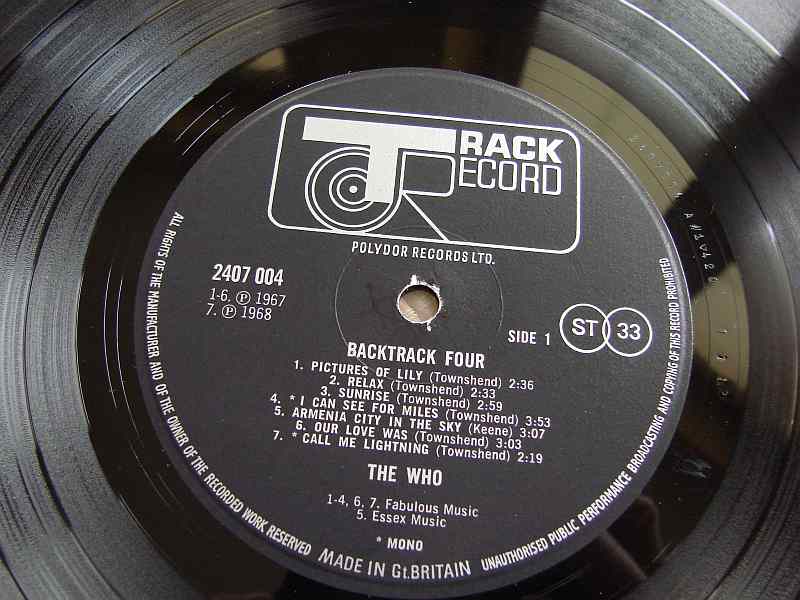 TRACK
RECORD
POLYDOR RECORDS LTD.
2407 004
1-6. Ⓟ 1967
7. Ⓟ 1968
SIDE 1
ST 33
BACKTRACK FOUR
1. PICTURES OF LILY (Townshend) 2:36
2. RELAX (Townshend) 2:33
3. SUNRISE (Townshend) 2:59
4. * I CAN SEE FOR MILES (Townshend) 3:53
5. ARMENIA CITY IN THE SKY (Keene) 3:07
6. OUR LOVE WAS (Townshend) 3:03
7. * CALL ME LIGHTNING (Townshend) 2:19
THE WHO
1-4, 6, 7. Fabulous Music
5. Essex Music
* MONO
ALL RIGHTS OF THE MANUFACTURER AND OF THE OWNER OF THE RECORDED WORK RESERVED
MADE IN Gt. BRITAIN
UNAUTHORISED PUBLIC PERFORMANCE BROADCASTING AND COPYING OF THIS RECORD PROHIBITED